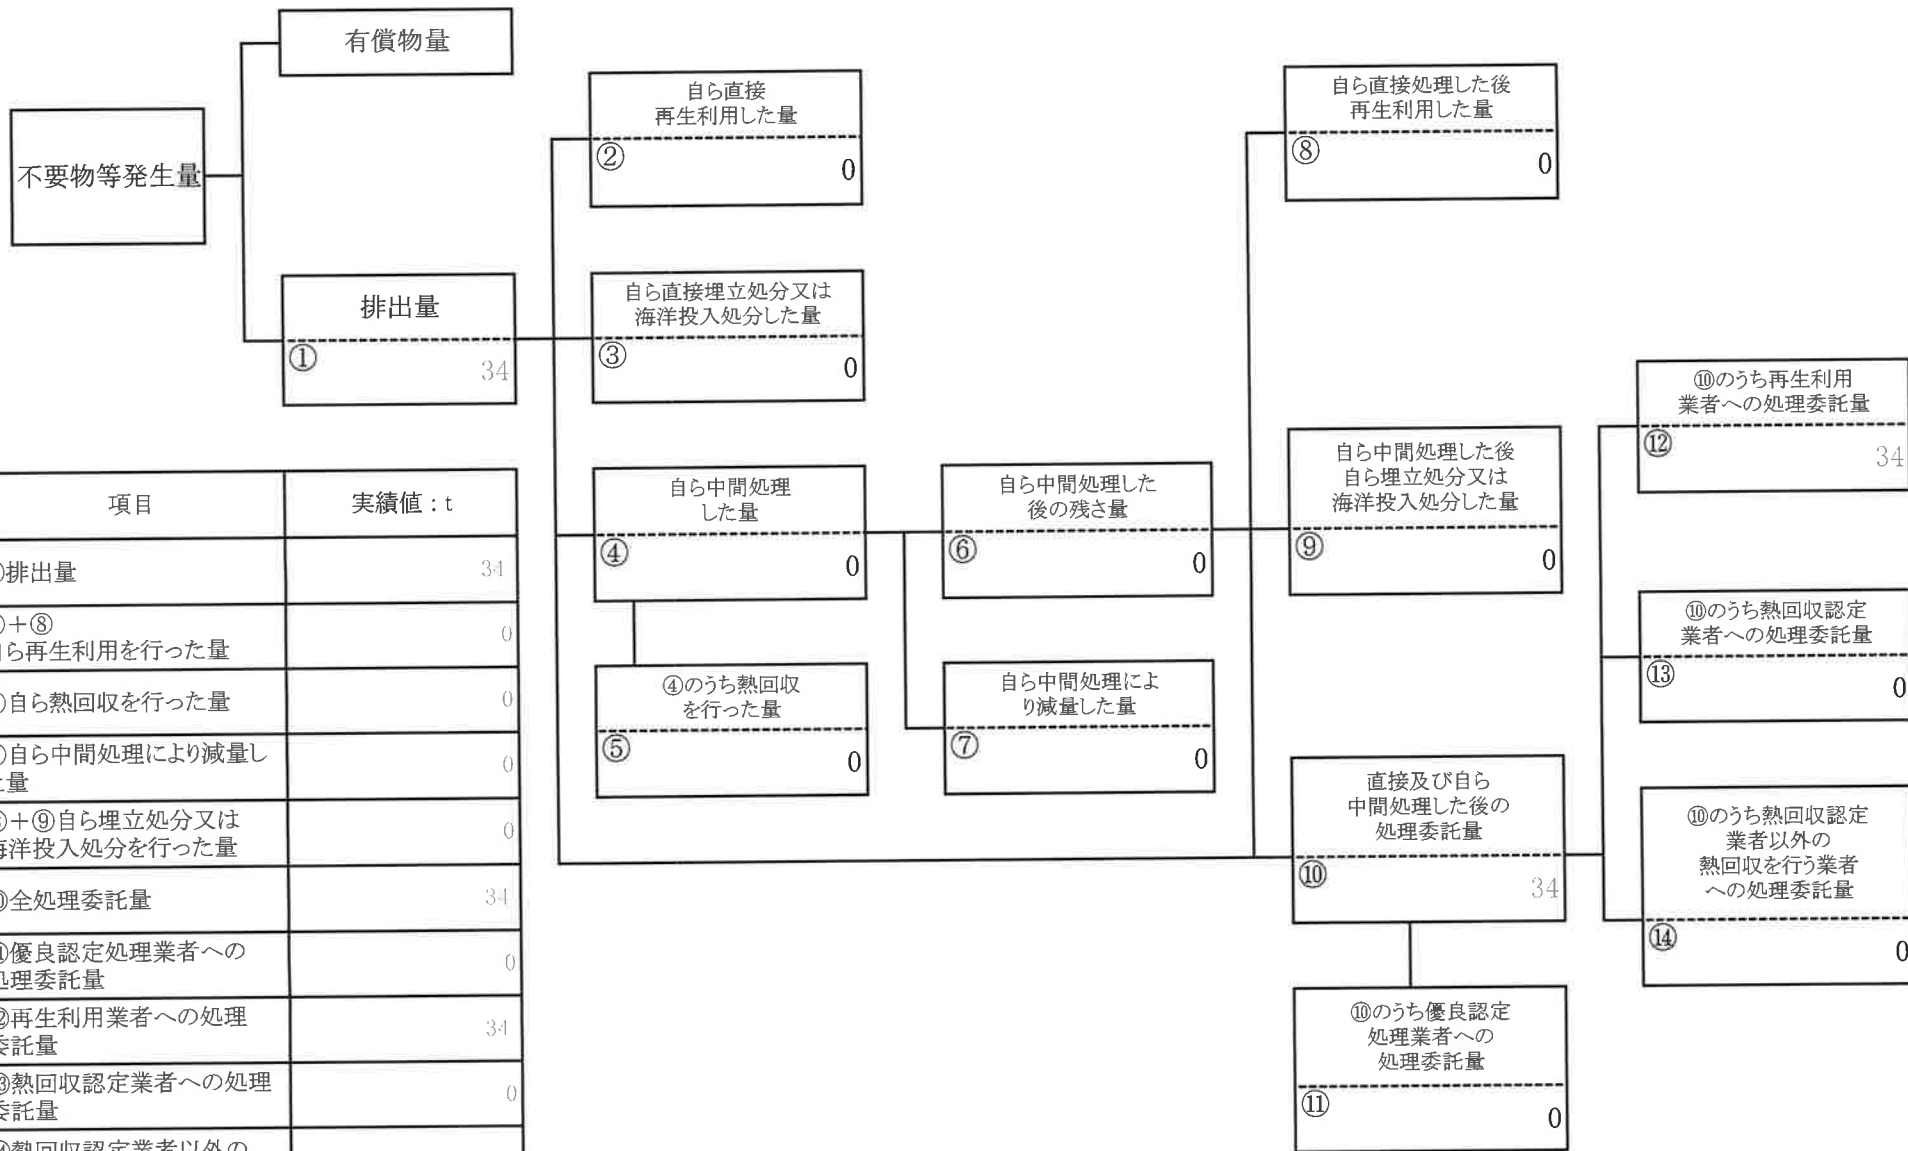 有償物量
不要物等発生量
排出量
①
34
自ら直接
再生利用した量
②
0
自ら直接埋立処分又は
海洋投入処分した量
③
0
自ら中間処理
した量
④
0
④のうち熱回収
を行った量
⑤
0
自ら中間処理した
後の残さ量
⑥
0
自ら中間処理によ
り減量した量
⑦
0
自ら直接処理した後
再生利用した量
⑧
0
自ら中間処理した後
自ら埋立処分又は
海洋投入処分した量
⑨
0
直接及び自ら
中間処理した後の
処理委託量
⑩
34
⑩のうち優良認定
処理業者への
処理委託量
⑪
0
⑩のうち再生利用
業者への処理委託量
⑫
34
⑩のうち熱回収認定
業者への処理委託量
⑬
0
⑩のうち熱回収認定
業者以外の
熱回収を行う業者
への処理委託量
⑭
0
項目 実績値：t
排出量 34
＋⑧
ら再生利用を行った量 0
自ら熱回収を行った量 0
自ら中間処理により減量し
量 0
＋⑨自ら埋立処分又は
海洋投入処分を行った量 0
全処理委託量 34
優良認定処理業者への
処理委託量 0
再生利用業者への処理
委託量 34
熱回収認定業者への処理
委託量 0
熱回収認定業者以外の